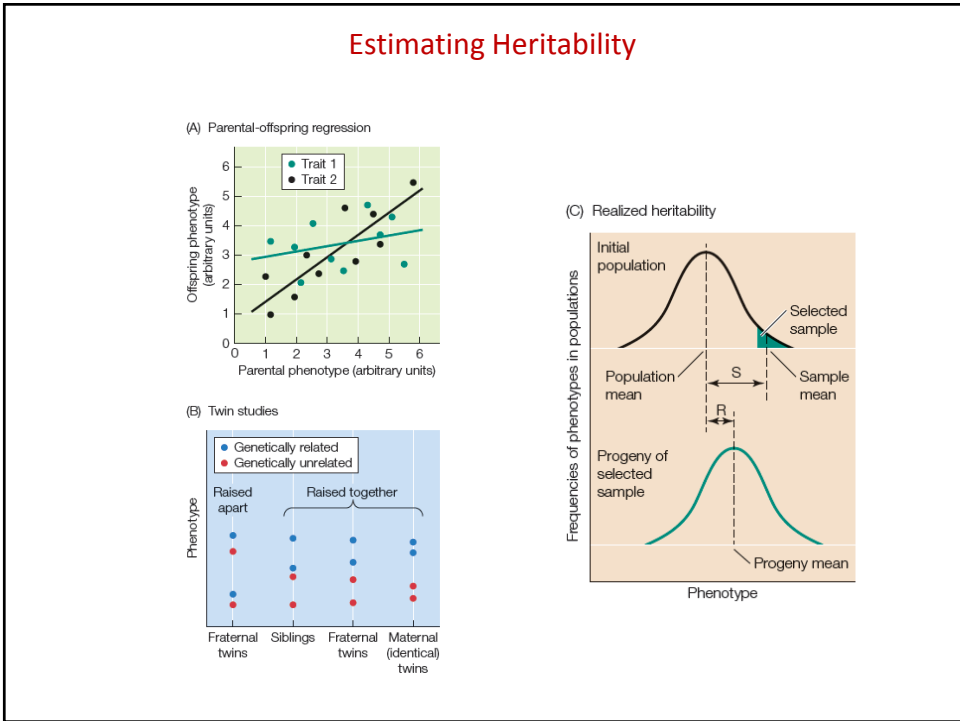 Estimating Heritability
(A) Parental-offspring regression
Trait 1
Trait 2
Offspring phenotype
(arbitrary units)
6
5
4
3
2
1
0
0 1 2 3 4 5 6
Parental phenotype (arbitrary units)
(B) Twin studies
Genetically related
Genetically unrelated
Raised
apart
Raised together
Phenotype
Fraternal
twins
Siblings
Fraternal
twins
Maternal
(identical)
twins
(C) Realized heritability
Frequencies of phenotypes in populations
Initial
population
Selected
sample
Population
mean
S
Sample
mean
R
Progeny of
selected
sample
Progeny mean
Phenotype